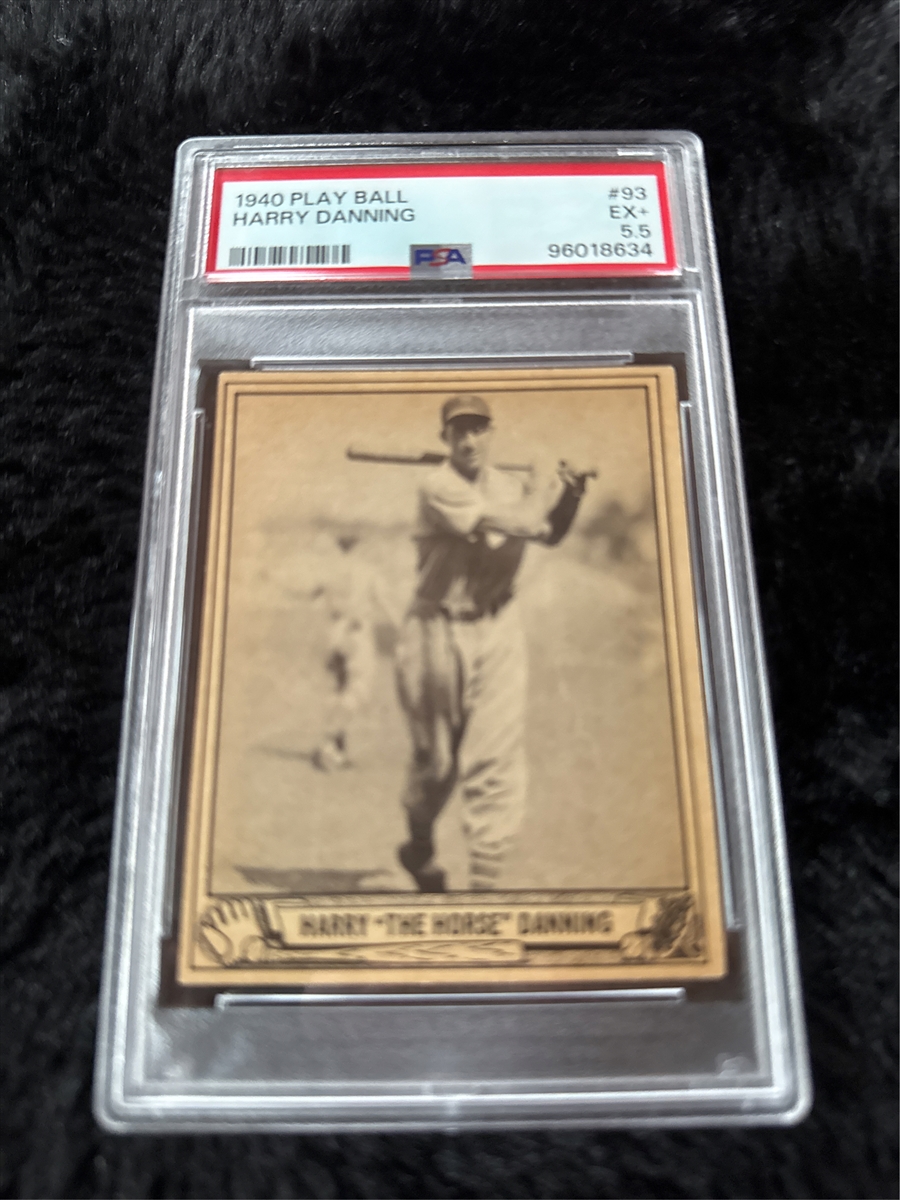 1940 PLAY BALL
HARRY DANNING
#93
EX+
5.5
96018634
PSA
HARRY "THE HORSE" DANNING